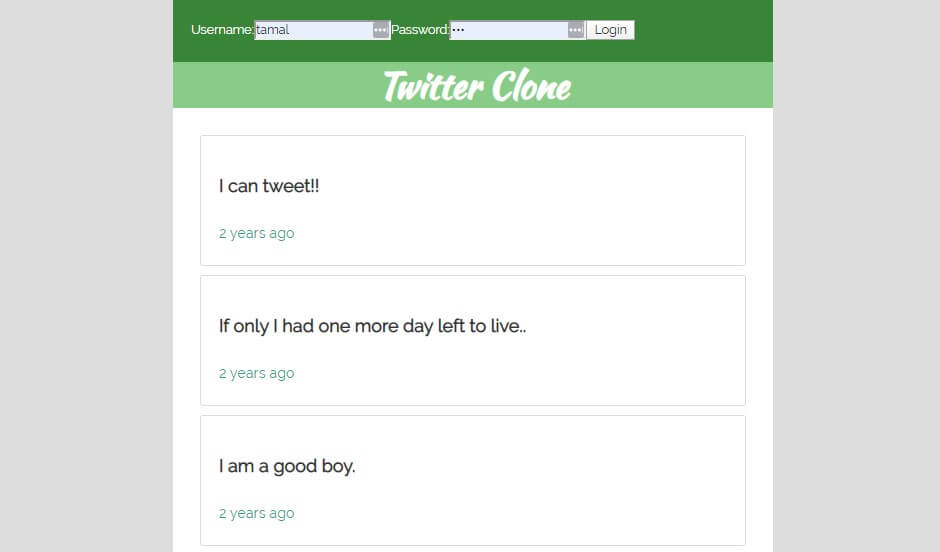 Username: tamal Password: ••• Login
Twitter Clone
I can tweet!!
2 years ago
If only I had one more day left to live..
2 years ago
I am a good boy.
2 years ago